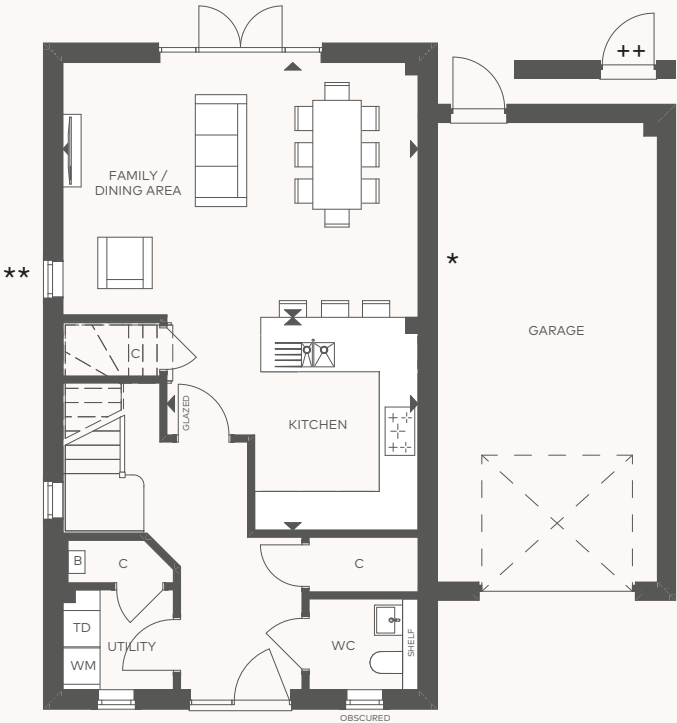 ++
FAMILY /
DINING AREA
**
*
GARAGE
C
GLAZED
KITCHEN
B
C
C
TD
UTILITY
WM
WC
SHELF
OBSCURED